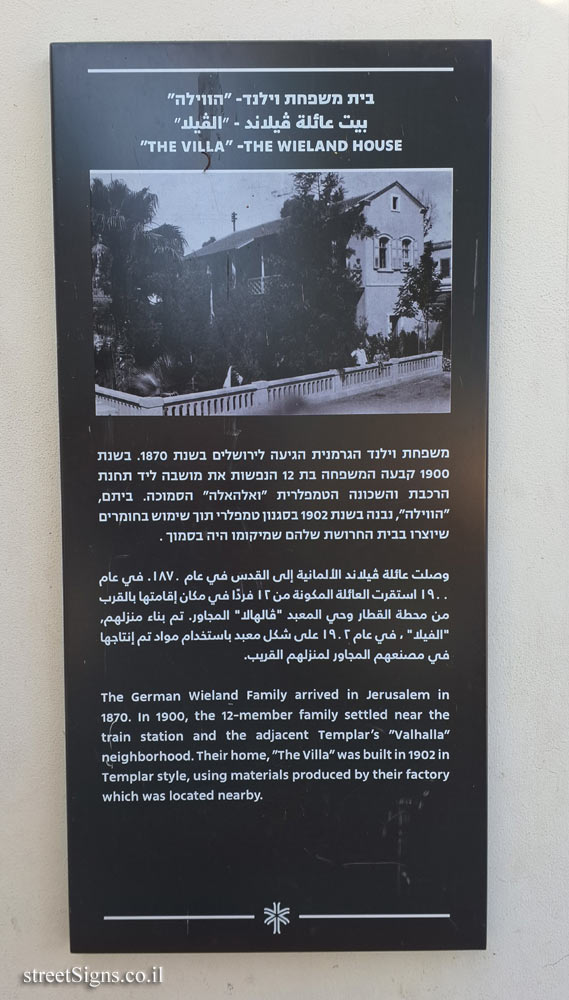 בית משפחת וילנד- "הווילה"
بيت عائلة ڤيلاند - "الڤيلا"
"THE VILLA" -THE WIELAND HOUSE
משפחת וילנד הגרמנית הגיעה לירושלים בשנת 1870. בשנת
1900 קבעה המשפחה בת 12 הנפשות את מושבה ליד תחנת
הרכבת והשכונה הטמפלרית "ואלהאלה" הסמוכה. ביתם,
"הווילה", נבנה בשנת 1902 בסגנון טמפלרי תוך שימוש בחומרים
שיוצרו בבית החרושת שלהם שמיקומו היה בסמוך .
وصلت عائلة ڤيلاند الألمانية إلى القدس في عام ١٨٧٠. في عام
١٩٠٠ استقرت العائلة المكونة من ١٢ فردًا في مكان إقامتها بالقرب
من محطة القطار وحي المعبد "ڤالهالا" المجاور. تم بناء منزلهم,
"الفيلا" ، في عام ١٩٠٢ على شكل معبد باستخدام مواد تم إنتاجها
في مصنعهم المجاور لمنزلهم القريب.
The German Wieland Family arrived in Jerusalem in
1870. In 1900, the 12-member family settled near the
train station and the adjacent Templar's "Valhalla"
neighborhood. Their home, "The Villa" was built in 1902 in
Templar style, using materials produced by their factory
which was located nearby.
streetSigns.co.il